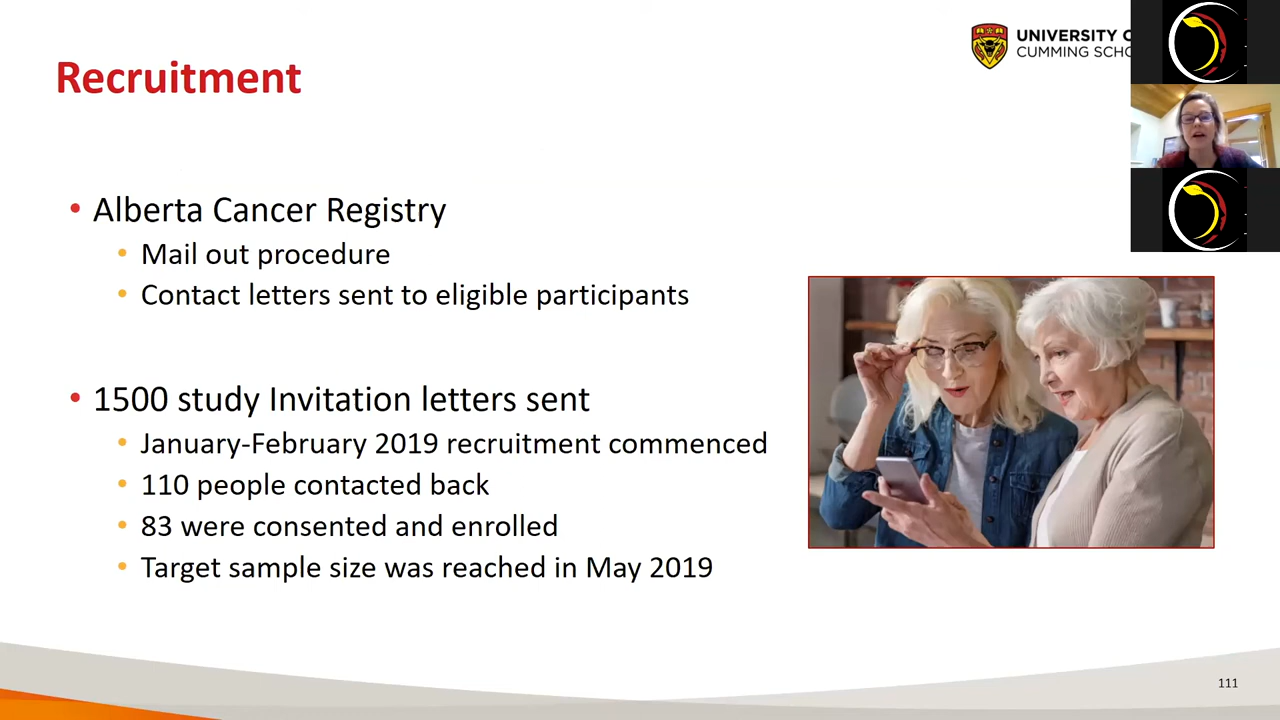 UNIVERSITY
CUMMING
Recruitment
• Alberta Cancer Registry
• Mail out procedure
• Contact letters sent to eligible participants
• 1500 study Invitation letters sent
• January-February 2019 recruitment commenced
• 110 people contacted back
• 83 were consented and enrolled
• Target sample size was reached in May 2019
111